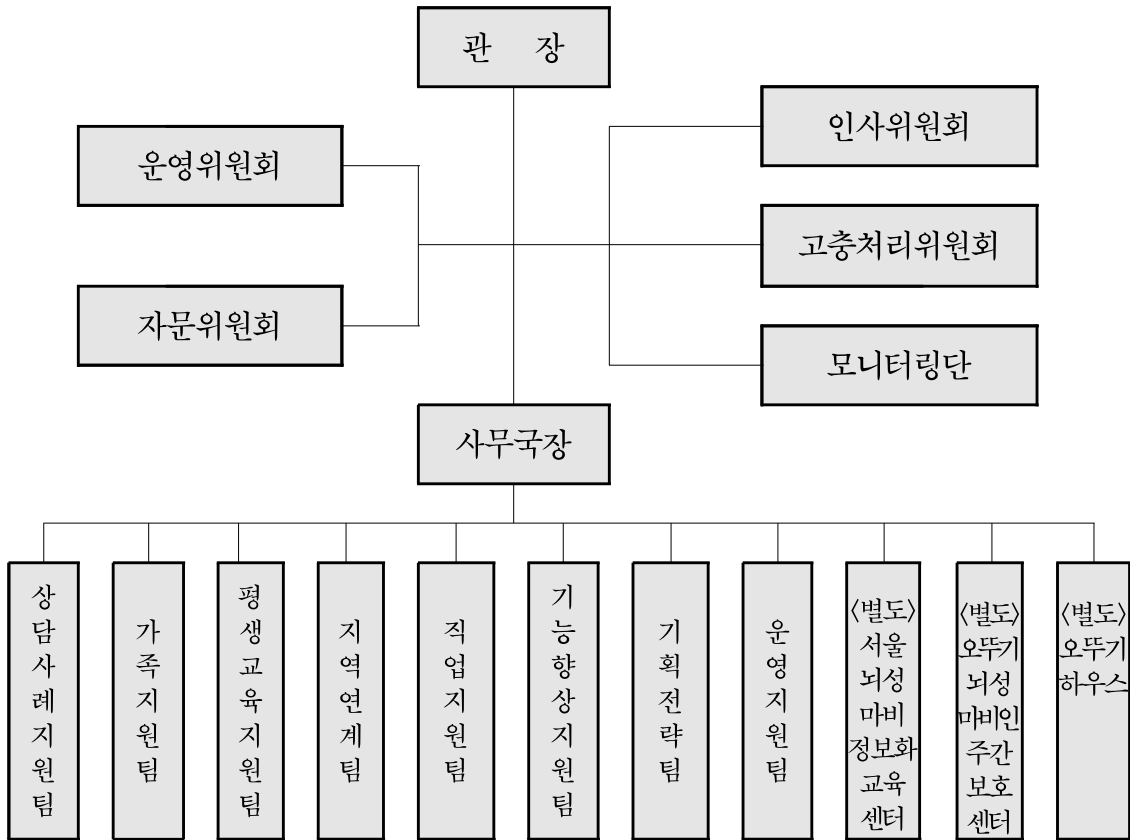 관 장
인사위원회
운영위원회
고충처리위원회
자문위원회
모니터링단
사무국장
상담사례지원팀
가족지원팀
평생교육지원팀
지역연계팀
직업지원팀
기능향상지원팀
기획전략팀
운영지원팀
〈별도〉
서울
뇌성
마비
정보화
교육
센터
〈별도〉
오뚜기
뇌성
마비인
주간
보호
센터
〈별도〉
오뚜기
하우스